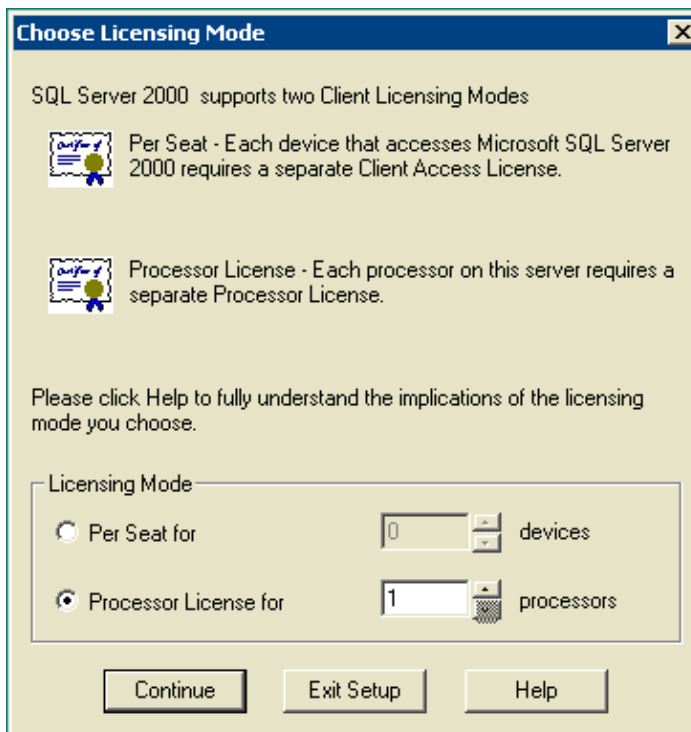 Choose Licensing Mode
SQL Server 2000  supports two Client Licensing Modes
Per Seat - Each device that accesses Microsoft SQL Server
2000 requires a separate Client Access License.
Processor License - Each processor on this server requires a
separate Processor License.
Please click Help to fully understand the implications of the licensing
mode you choose.
Licensing Mode
Per Seat for 0 devices
Processor License for 1 processors
Continue Exit Setup Help